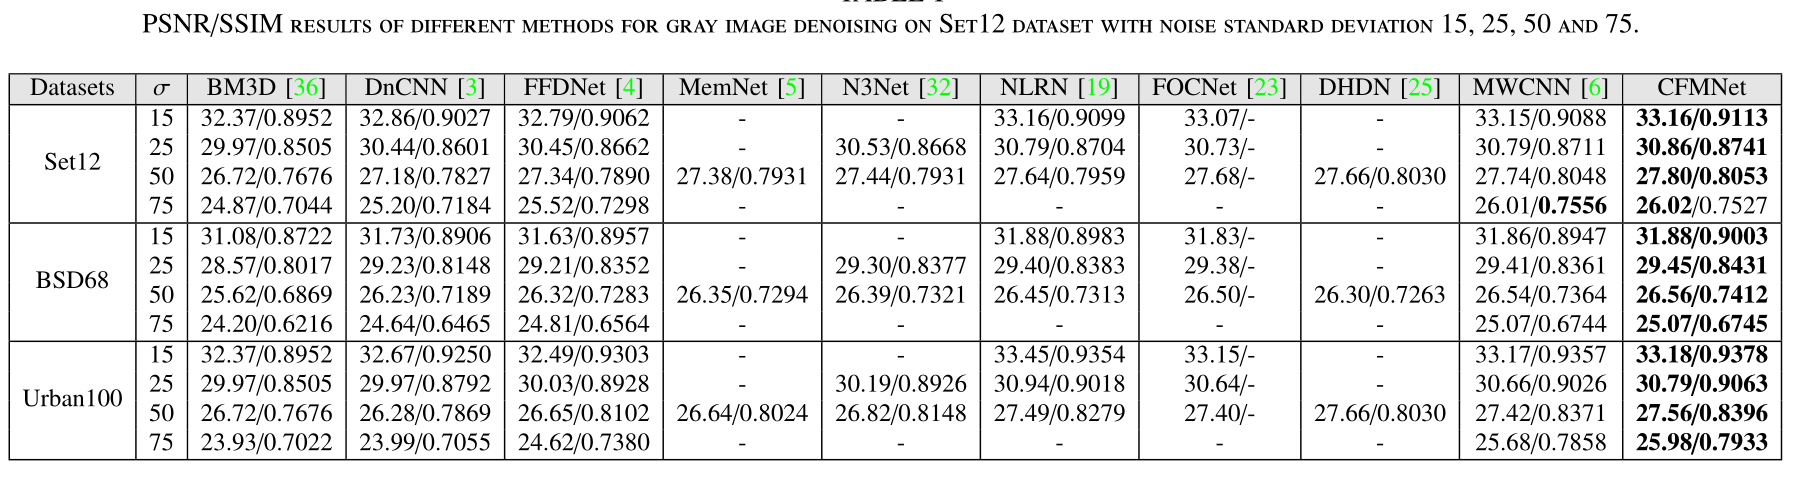 TABLE I
PSNR/SSIM RESULTS OF DIFFERENT METHODS FOR GRAY IMAGE DENOISING ON SET12 DATASET WITH NOISE STANDARD DEVIATION 15, 25, 50 AND 75.
Datasets σ BM3D [36] DnCNN [3] FFDNet [4] MemNet [5] N3Net [32] NLRN [19] FOCNet [23] DHDN [25] MWCNN [6] CFMNet
Set12
15 32.37/0.8952 32.86/0.9027 32.79/0.9062 - - 33.16/0.9099 33.07/- - 33.15/0.9088 33.16/0.9113
25 29.97/0.8505 30.44/0.8601 30.45/0.8662 - 30.53/0.8668 30.79/0.8704 30.73/- - 30.79/0.8711 30.86/0.8741
50 26.72/0.7676 27.18/0.7827 27.34/0.7890 27.38/0.7931 27.44/0.7931 27.64/0.7959 27.68/- 27.66/0.8030 27.74/0.8048 27.80/0.8053
75 24.87/0.7044 25.20/0.7184 25.52/0.7298 - - - - - 26.01/0.7556 26.02/0.7527
BSD68
15 31.08/0.8722 31.73/0.8906 31.63/0.8957 - - 31.88/0.8983 31.83/- - 31.86/0.8947 31.88/0.9003
25 28.57/0.8017 29.23/0.8148 29.21/0.8352 - 29.30/0.8377 29.40/0.8383 29.38/- - 29.41/0.8361 29.45/0.8431
50 25.62/0.6869 26.23/0.7189 26.32/0.7283 26.35/0.7294 26.39/0.7321 26.45/0.7313 26.50/- 26.30/0.7263 26.54/0.7364 26.56/0.7412
75 24.20/0.6216 24.64/0.6465 24.81/0.6564 - - - - - 25.07/0.6744 25.07/0.6745
Urban100
15 32.37/0.8952 32.67/0.9250 32.49/0.9303 - - 33.45/0.9354 33.15/- - 33.17/0.9357 33.18/0.9378
25 29.97/0.8505 29.97/0.8792 30.03/0.8928 - 30.19/0.8926 30.94/0.9018 30.64/- - 30.66/0.9026 30.79/0.9063
50 26.72/0.7676 26.28/0.7869 26.65/0.8102 26.64/0.8024 26.82/0.8148 27.49/0.8279 27.40/- 27.66/0.8030 27.42/0.8371 27.56/0.8396
75 23.93/0.7022 23.99/0.7055 24.62/0.7380 - - - - - 25.68/0.7858 25.98/0.7933